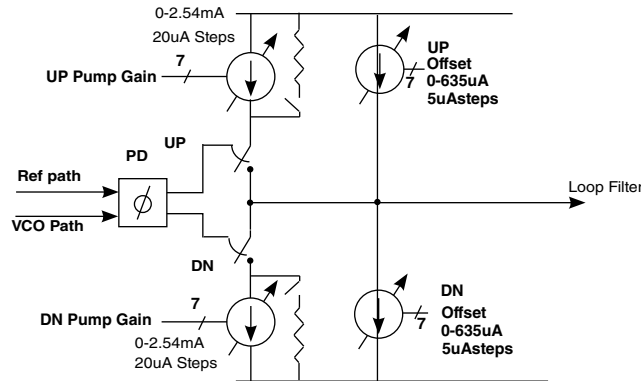 0-2.54mA
20uA Steps
7
UP Pump Gain
UP
Offset
0-635uA
5uAsteps
7
UP
PD
Ref path
VCO Path
Loop Filter
DN
7
DN Pump Gain
0-2.54mA
20uA Steps
DN
Offset
0-635uA
5uAsteps
7